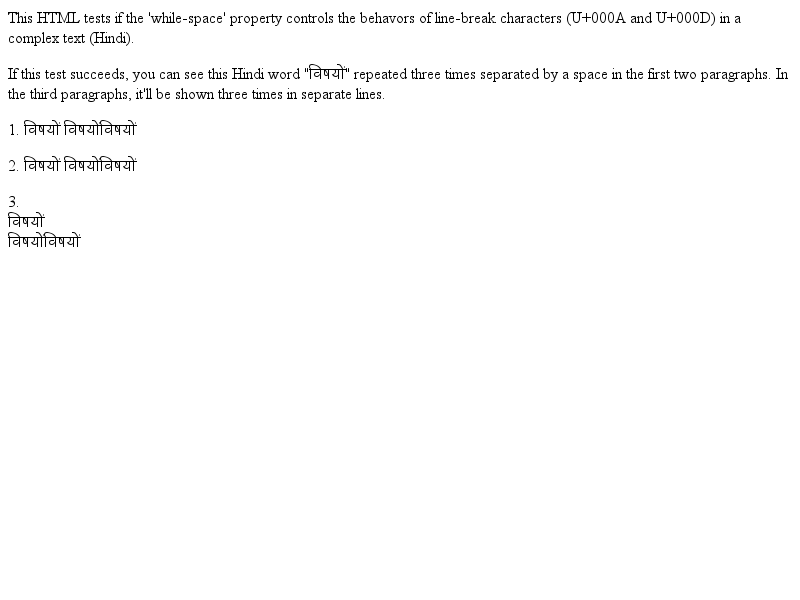 This HTML tests if the 'while-space' property controls the behavors of line-break characters (U+000A and U+000D) in a
complex text (Hindi).
If this test succeeds, you can see this Hindi word "विषयों" repeated three times separated by a space in the first two paragraphs. In
the third paragraphs, it'll be shown three times in separate lines.
1. विषयों विषयोंविषयों
2. विषयों विषयोंविषयों
3.
विषयों
विषयोंविषयों